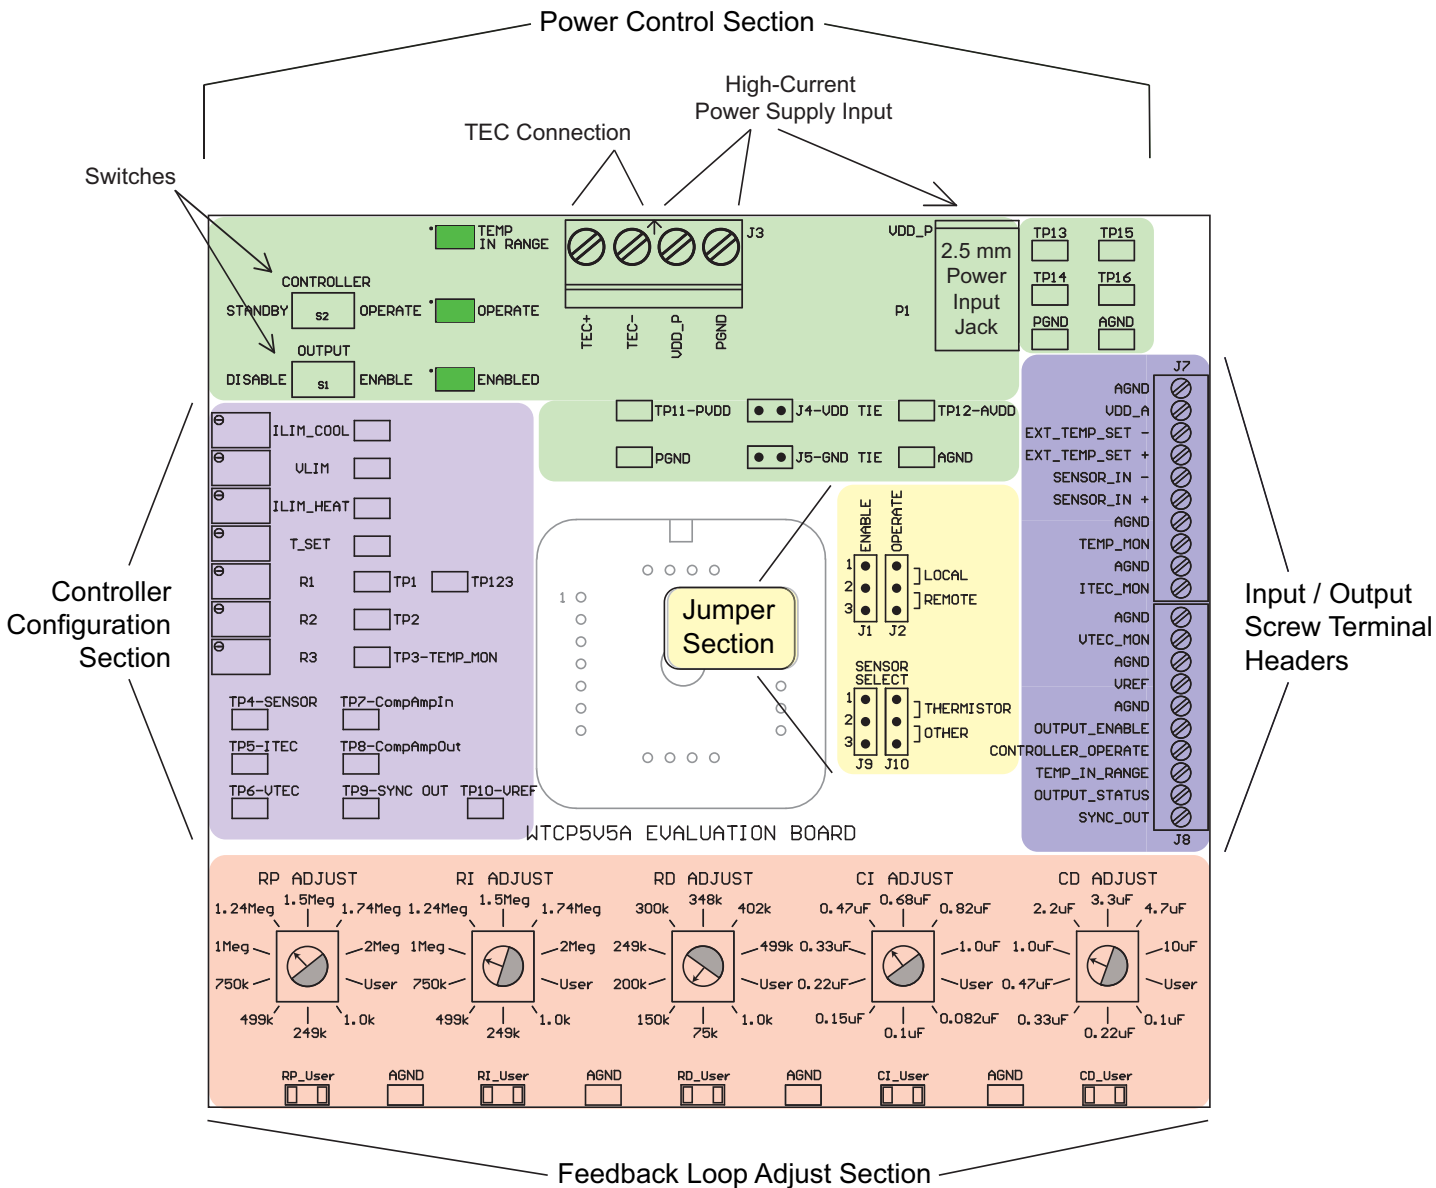 Power Control Section
High-Current
Power Supply Input
TEC Connection
Switches
TEMP
IN RANGE
J3
VDD_P
2.5 mm
Power
Input
Jack
P1
TP13
TP15
TP14
TP16
PGND
AGND
CONTROLLER
STANDBY
S2
OPERATE
OPERATE
OUTPUT
DISABLE
S1
ENABLE
ENABLED
TEC+
TEC-
VDD_P
PGND
TP11-PVDD
J4-VDD TIE
TP12-AVDD
PGND
J5-GND TIE
AGND
ILIM_COOL
VLIM
ILIM_HEAT
T_SET
R1
TP1
TP123
R2
TP2
R3
TP3-TEMP_MON
TP4-SENSOR
TP7-CompAmpIn
TP5-ITEC
TP8-CompAmpOut
TP6-VTEC
TP9-SYNC OUT
TP10-VREF
Controller
Configuration
Section
1
Jumper
Section
ENABLE
OPERATE
1
2
3
LOCAL
REMOTE
J1
J2
SENSOR
SELECT
1
2
3
THERMISTOR
OTHER
J9
J10
J7
AGND
VDD_A
EXT_TEMP_SET -
EXT_TEMP_SET +
SENSOR_IN -
SENSOR_IN +
AGND
TEMP_MON
AGND
ITEC_MON
AGND
VTEC_MON
AGND
VREF
AGND
OUTPUT_ENABLE
CONTROLLER_OPERATE
TEMP_IN_RANGE
OUTPUT_STATUS
SYNC_OUT
J8
Input / Output
Screw Terminal
Headers
WTCP5V5A EVALUATION BOARD
RP ADJUST
1.5Meg
1.24Meg
1.74Meg
1Meg
2Meg
750k
User
499k
1.0k
249k
RI ADJUST
1.5Meg
1.24Meg
1.74Meg
1Meg
2Meg
750k
User
499k
1.0k
249k
RD ADJUST
348k
300k
402k
249k
499k
200k
User
150k
1.0k
75k
CI ADJUST
0.68uF
0.47uF
0.82uF
0.33uF
1.0uF
0.22uF
User
0.15uF
0.082uF
0.1uF
CD ADJUST
3.3uF
2.2uF
4.7uF
1.0uF
10uF
0.47uF
User
0.33uF
0.1uF
0.22uF
RP_User
AGND
RI_User
AGND
RD_User
AGND
CI_User
AGND
CD_User
Feedback Loop Adjust Section